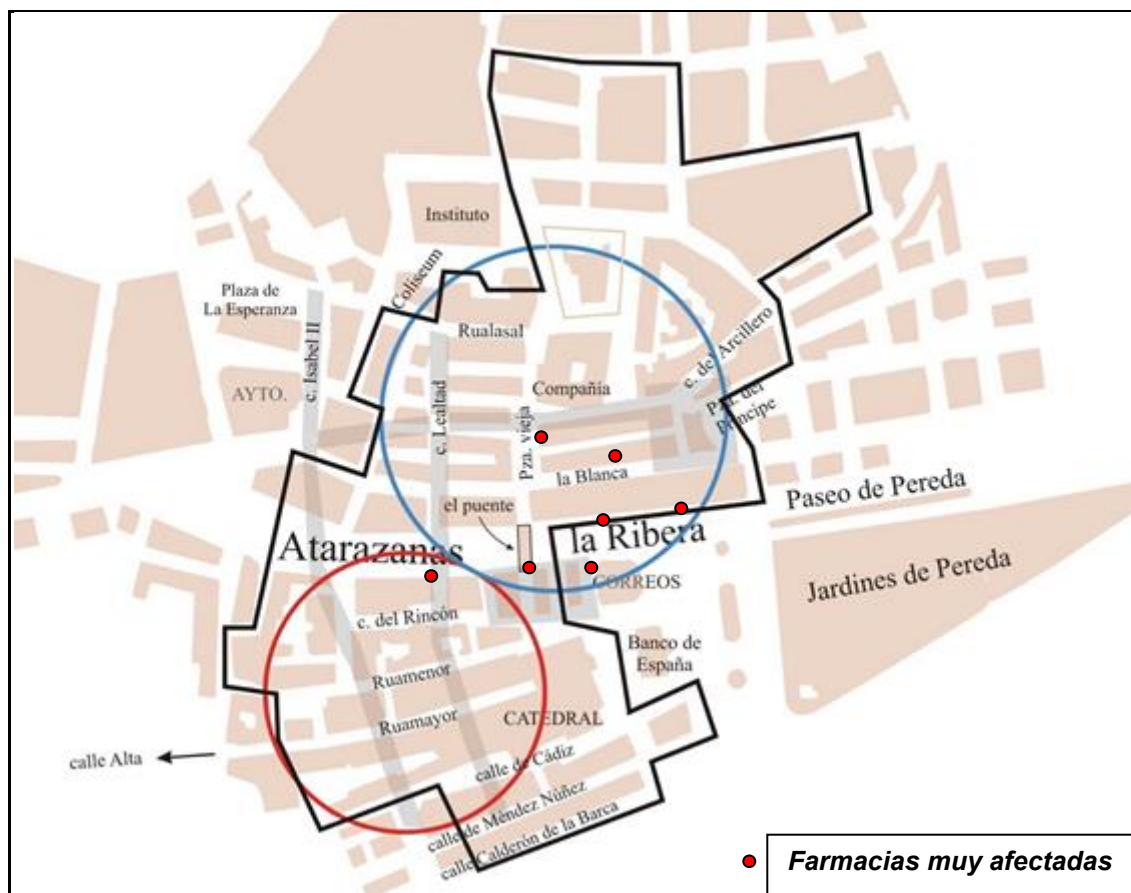 Instituto
Coliseum
Plaza de
La Esperanza
c. Isabel II
Rualasal
c. del Arcillero
AYTO.
c. Lealtad
Compañia
Pza. del
príncipe
Pza. vieja
la Blanca
Paseo de Pereda
el puente
Atarazanas
la Ribera
CORREOS
Jardines de Pereda
c. del Rincón
Banco de
España
Ruamenor
Ruamayor
CATEDRAL
calle Alta
calle de Cádiz
calle de Méndez Núñez
calle Calderón de la Barca
Farmacias muy afectadas